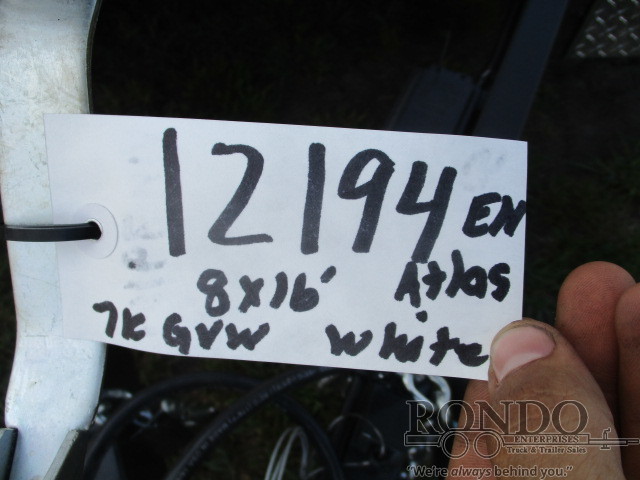 12194 EN
8x16' Atlas
7K GVW White
RONDO
ENTERPRISES
Truck & Trailer Sales
"We're always behind you."